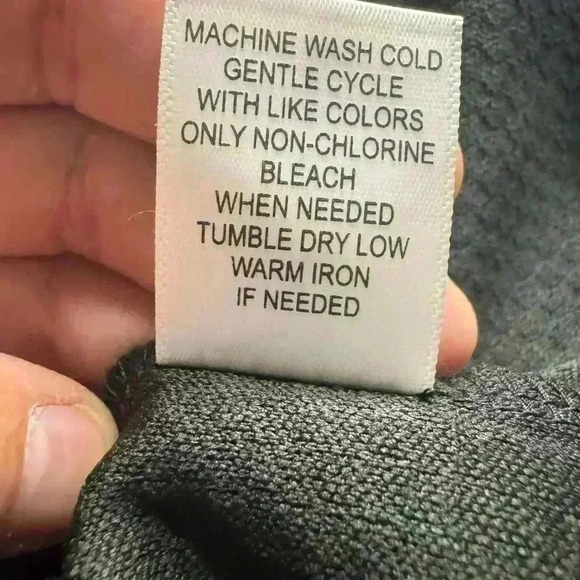 MACHINE WASH COLD
GENTLE CYCLE
WITH LIKE COLORS
ONLY NON-CHLORINE
BLEACH
WHEN NEEDED
TUMBLE DRY LOW
WARM IRON
IF NEEDED